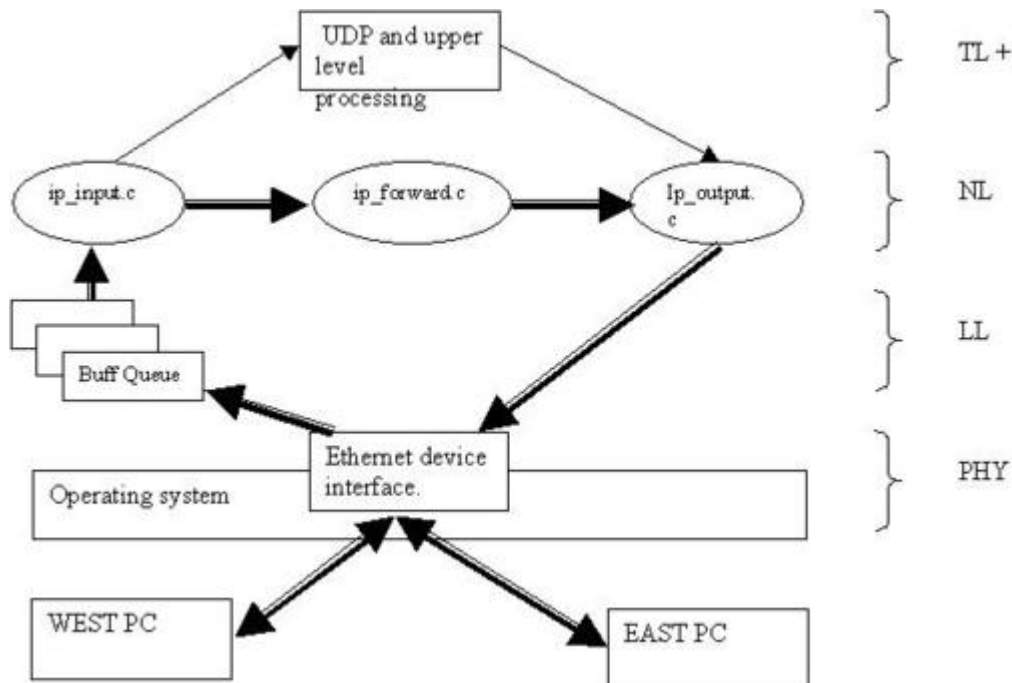 UDP and upper
level
processing
TL +
ip_input.c
ip_forward.c
Ip_output.
c
NL
LL
Buff Queue
Ethernet device
interface.
PHY
Operating system
WEST PC
EAST PC